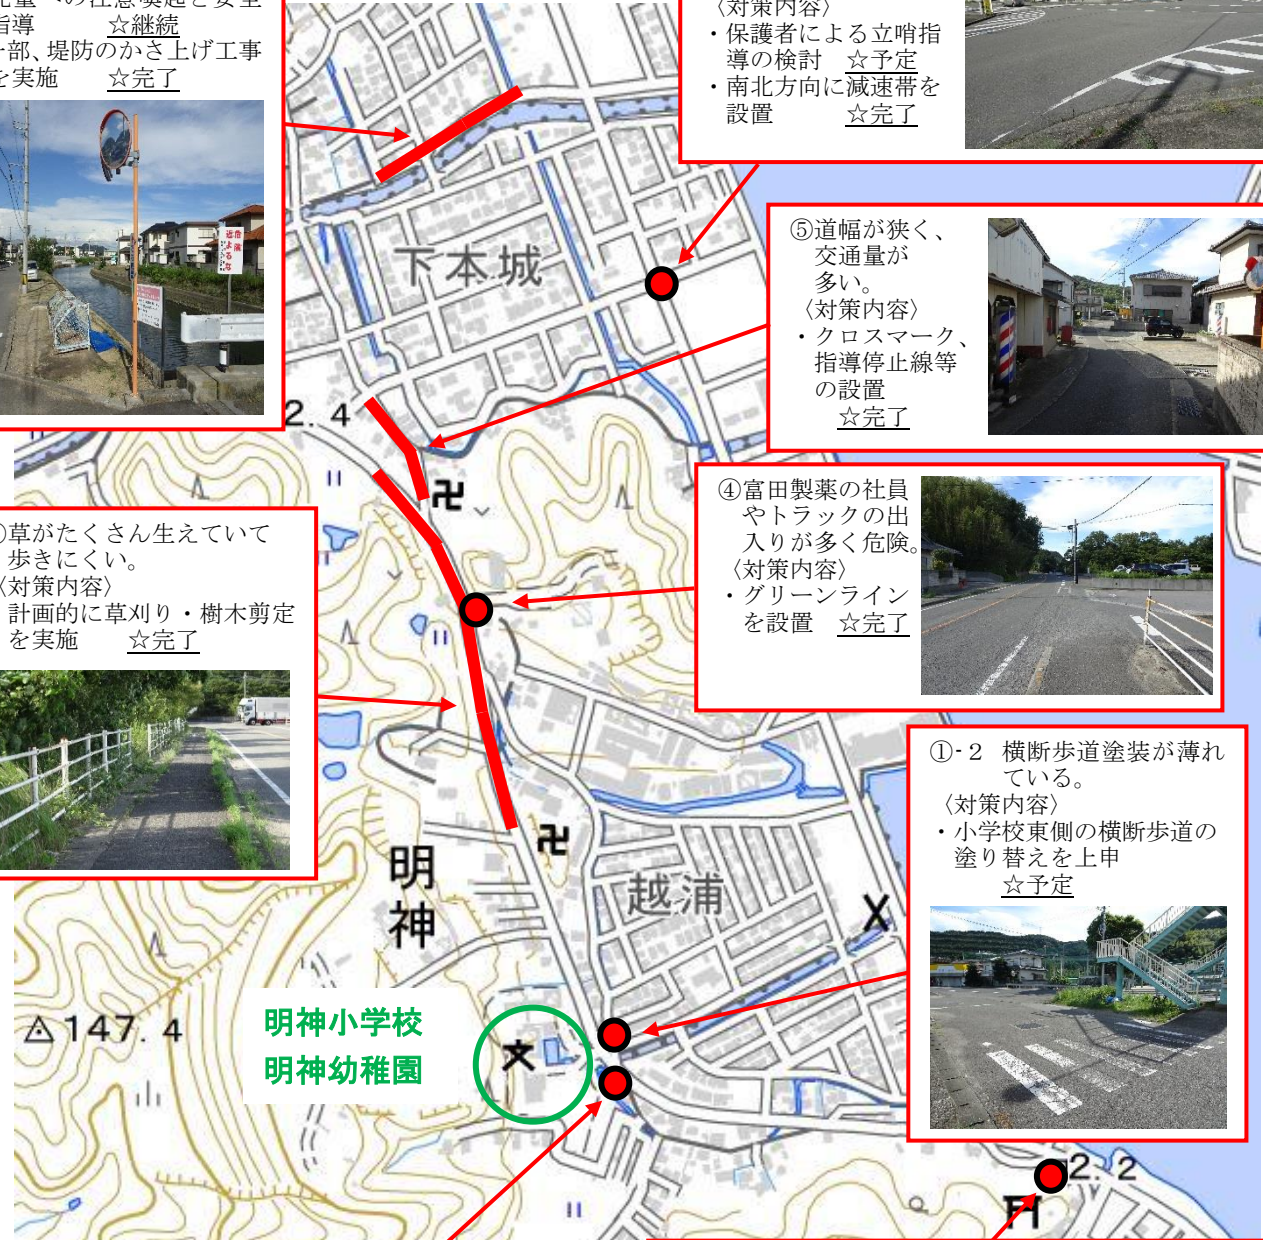 児童への注意喚起と安全
指導　☆継続
一部、堤防のかさ上げ工事
を実施　☆完了
〈対策内容〉
・保護者による立哨指
導の検討　☆予定
・南北方向に減速帯を
設置　☆完了
⑤道幅が狭く、
交通量が
多い。
〈対策内容〉
・クロスマーク、
指導停止線等
の設置
☆完了
④富田製薬の社員
やトラックの出
入りが多く危険。
〈対策内容〉
・グリーンライン
を設置　☆完了
草がたくさん生えていて
歩きにくい。
〈対策内容〉
計画的に草刈り・樹木剪定
を実施　☆完了
①-２ 横断歩道塗装が薄れ
ている。
〈対策内容〉
・小学校東側の横断歩道の
塗り替えを上申
☆予定
下本城
2.4
明神
越浦
147.4
明神小学校
明神幼稚園
2.2
危険
近よるな